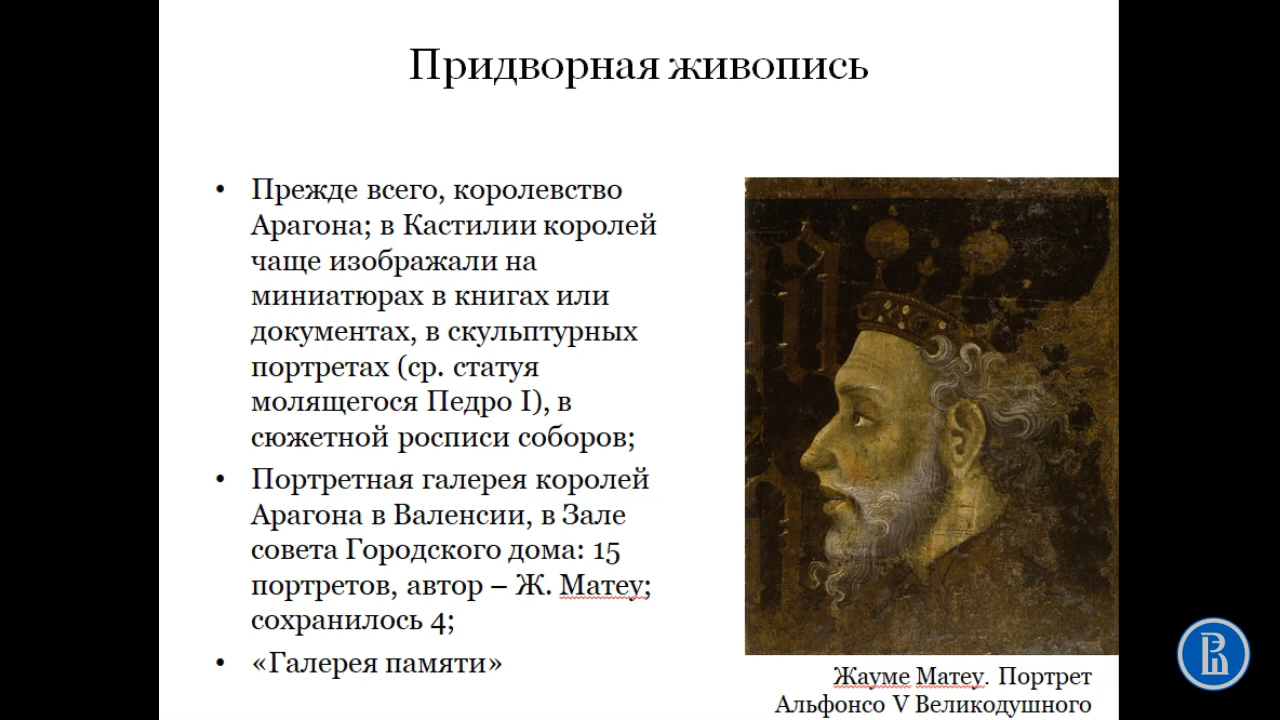 Придворная живопись
• Прежде всего, королевство
Арагона; в Кастилии королей
чаще изображали на
миниатюрах в книгах или
документах, в скульптурных
портретах (ср. статуя
молящегося Педро I), в
сюжетной росписи соборов;
• Портретная галерея королей
Арагона в Валенсии, в Зале
совета Городского дома: 15
портретов, автор – Ж. Матеу;
сохранилось 4;
• «Галерея памяти»
Жауме Матеу. Портрет
Альфонсо V Великодушного